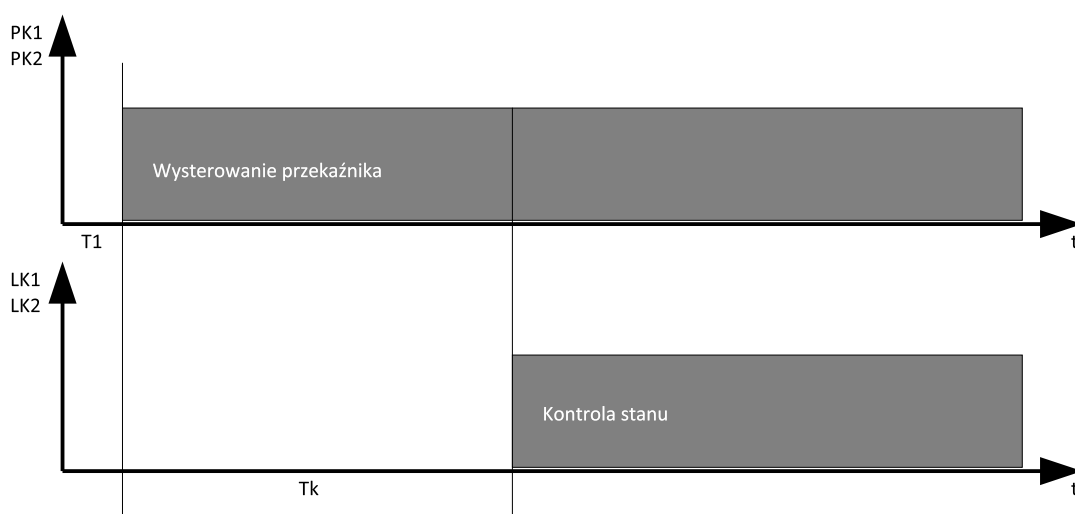 PK1
PK2
Wysterowanie przekaźnika
T1
t
LK1
LK2
Kontrola stanu
Tk
t